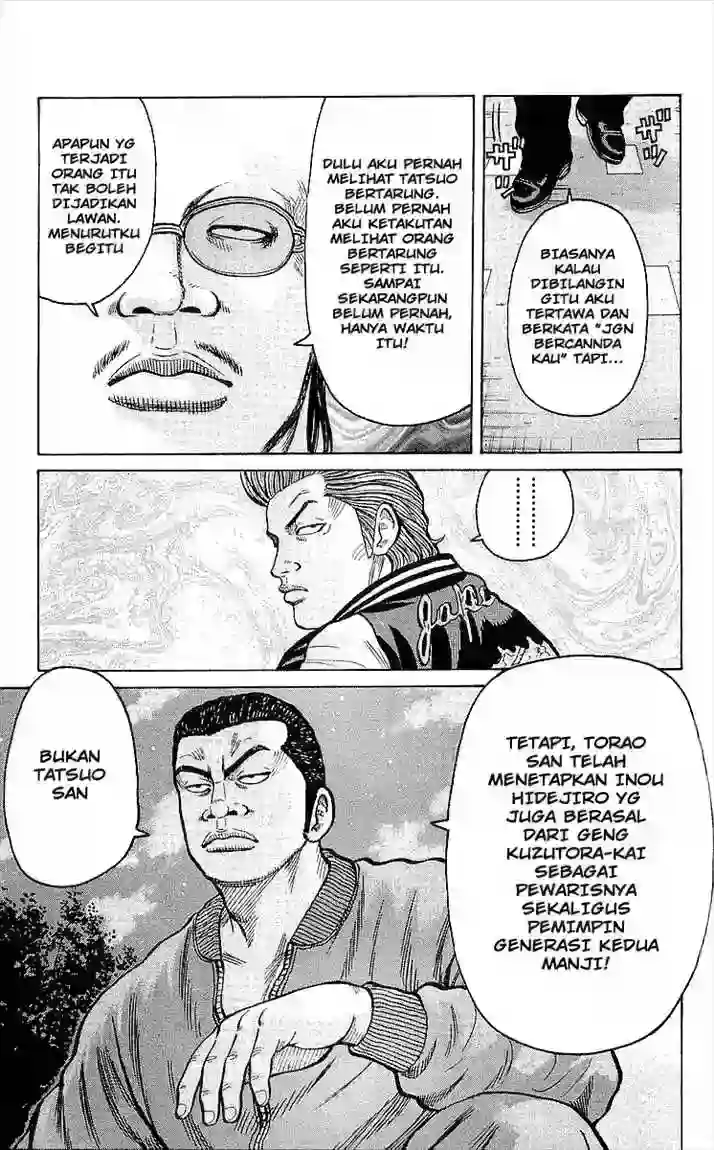 BIASANYA
KALAU
DIBILANGIN
GITU AKU
TERTAWA DAN
BERKATA "JGN
BERCANNDA
KAU" TAPI...
DULU AKU PERNAH
MELIHAT TATSUO
BERTARUNG.
BELUM PERNAH
AKU KETAKUTAN
MELIHAT ORANG
BERTARUNG
SEPERTI ITU.
SAMPAI
SEKARANGPUN
BELUM PERNAH,
HANYA WAKTU
ITU!
APAPUN YG
TERJADI
ORANG ITU
TAK BOLEH
DIJADIKAN
LAWAN.
MENURUTKU
BEGITU
Japa
TETAPI, TORAO
SAN TELAH
MENETAPKAN INOU
HIDEJIRO YG
JUGA BERASAL
DARI GENG
KUZUTORA-KAI
SEBAGAI
PEWARISNYA
SEKALIGUS
PEMIMPIN
GENERASI KEDUA
MANJI!
BUKAN
TATSUO
SAN